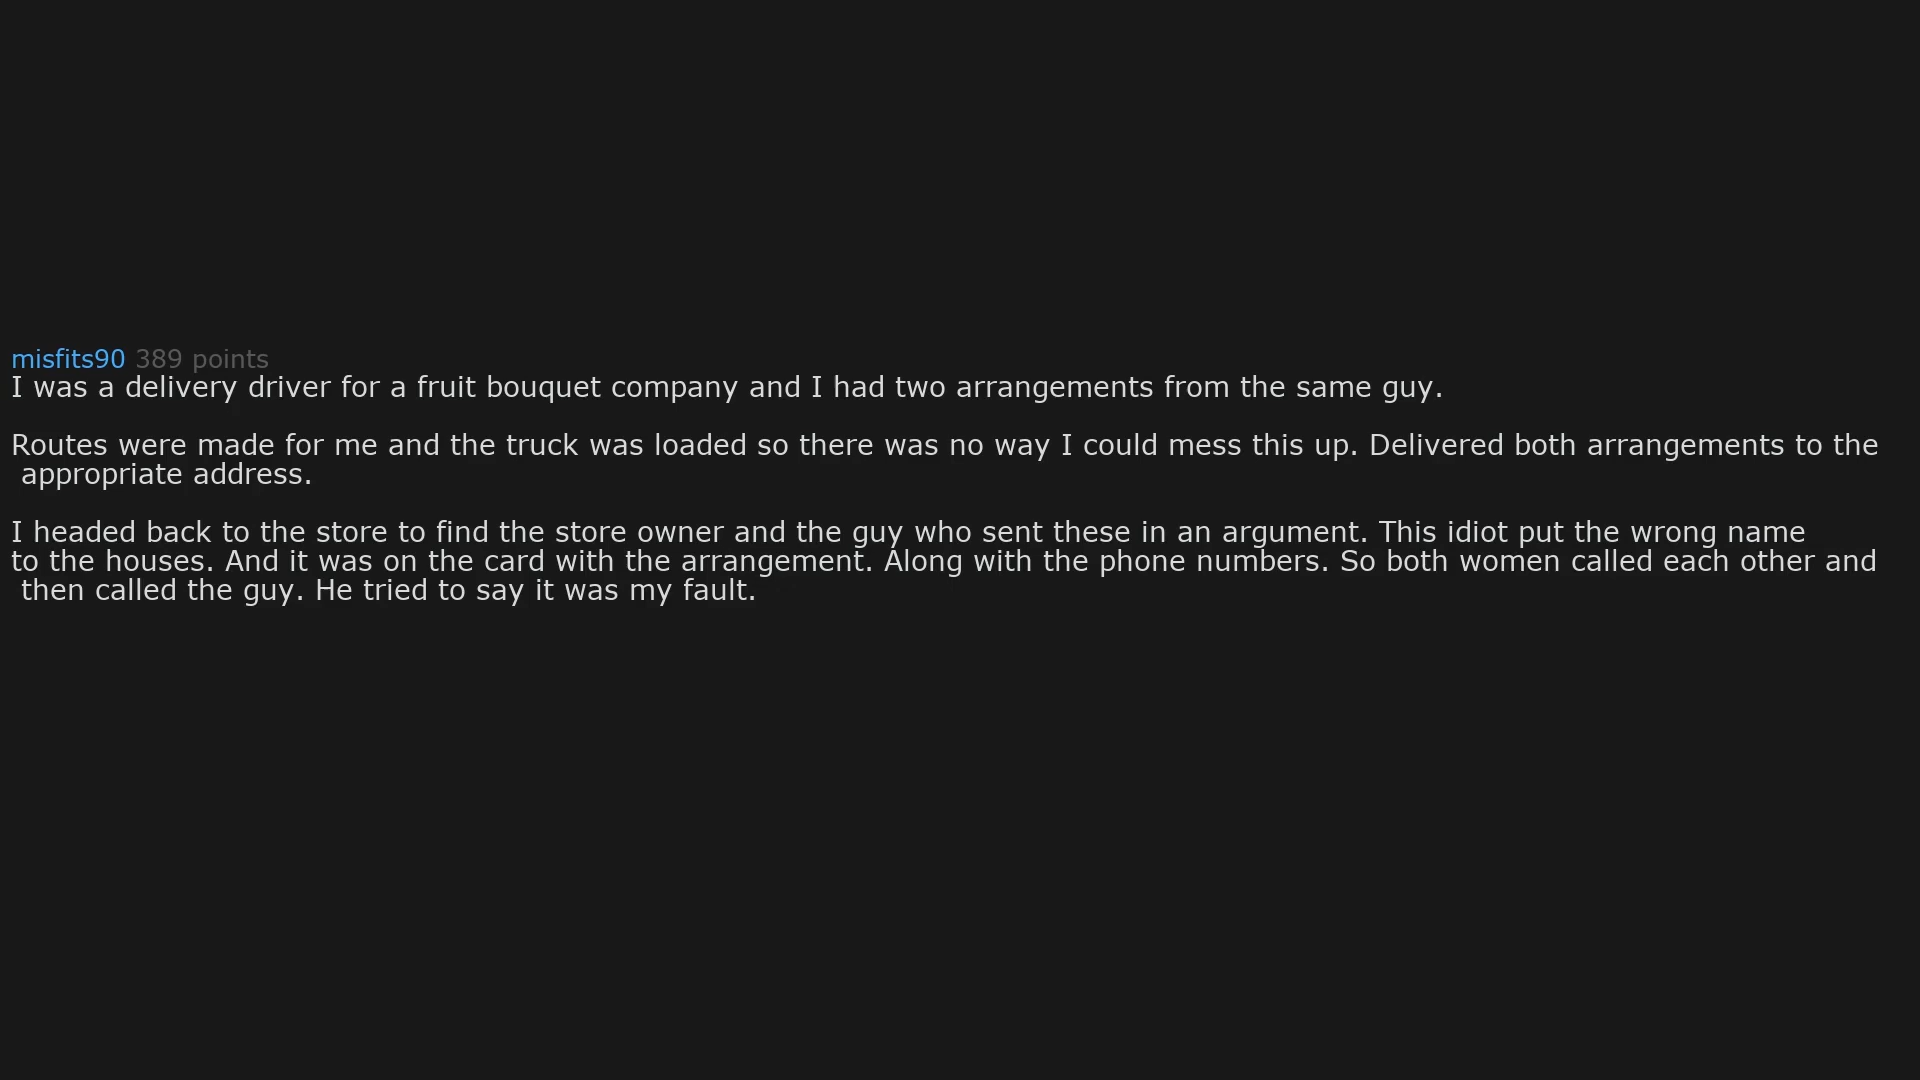 misfits90 389 points
I was a delivery driver for a fruit bouquet company and I had two arrangements from the same guy.
Routes were made for me and the truck was loaded so there was no way I could mess this up. Delivered both arrangements to the
appropriate address.
I headed back to the store to find the store owner and the guy who sent these in an argument. This idiot put the wrong name
to the houses. And it was on the card with the arrangement. Along with the phone numbers. So both women called each other and
then called the guy. He tried to say it was my fault.